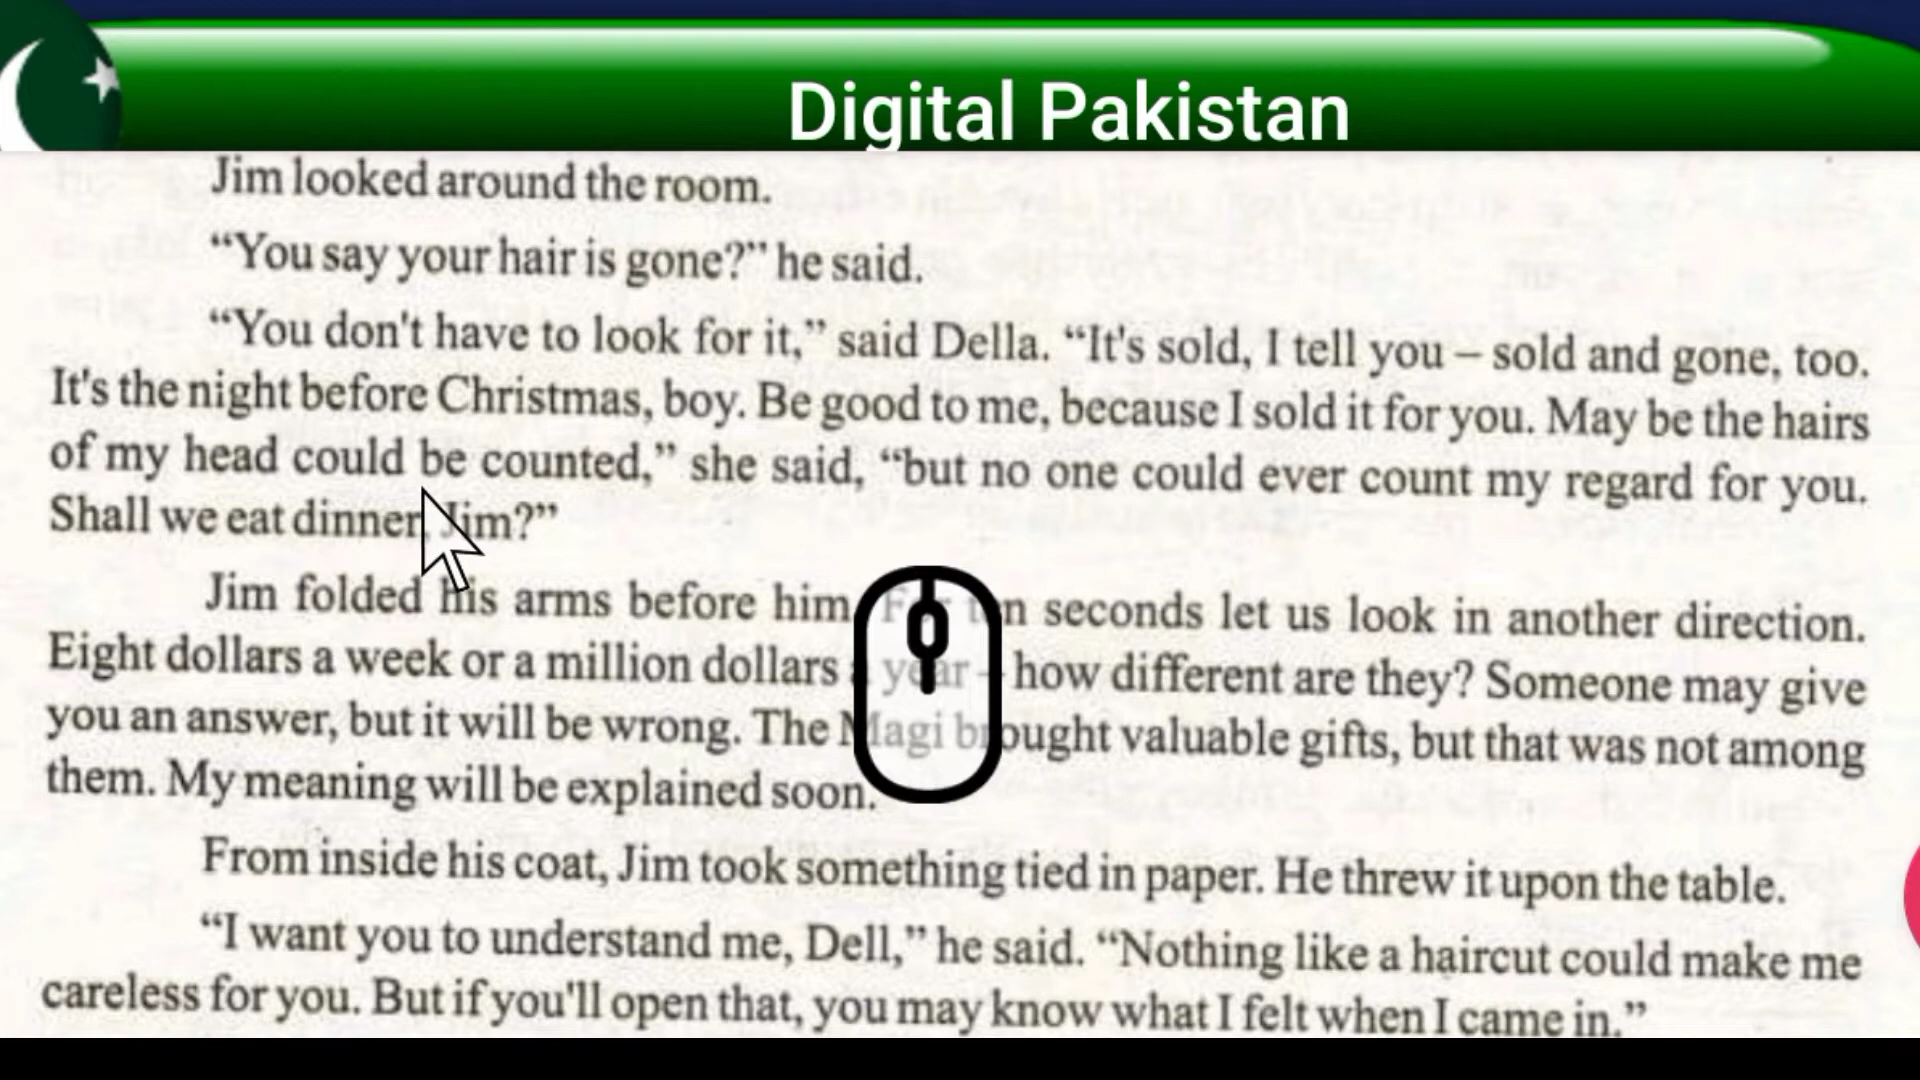 Digital Pakistan
Jim looked around the room.
“You say your hair is gone?” he said.
“You don't have to look for it,” said Della. “It's sold, I tell you – sold and gone, too.
It's the night before Christmas, boy. Be good to me, because I sold it for you. May be the hairs
of my head could be counted,” she said, “but no one could ever count my regard for you.
Shall we eat dinner, Jim?”
Jim folded his arms before him. For ten seconds let us look in another direction.
Eight dollars a week or a million dollars a year – how different are they? Someone may give
you an answer, but it will be wrong. The Magi brought valuable gifts, but that was not among
them. My meaning will be explained soon.
From inside his coat, Jim took something tied in paper. He threw it upon the table.
“I want you to understand me, Dell,” he said. “Nothing like a haircut could make me
careless for you. But if you'll open that, you may know what I felt when I came in.”